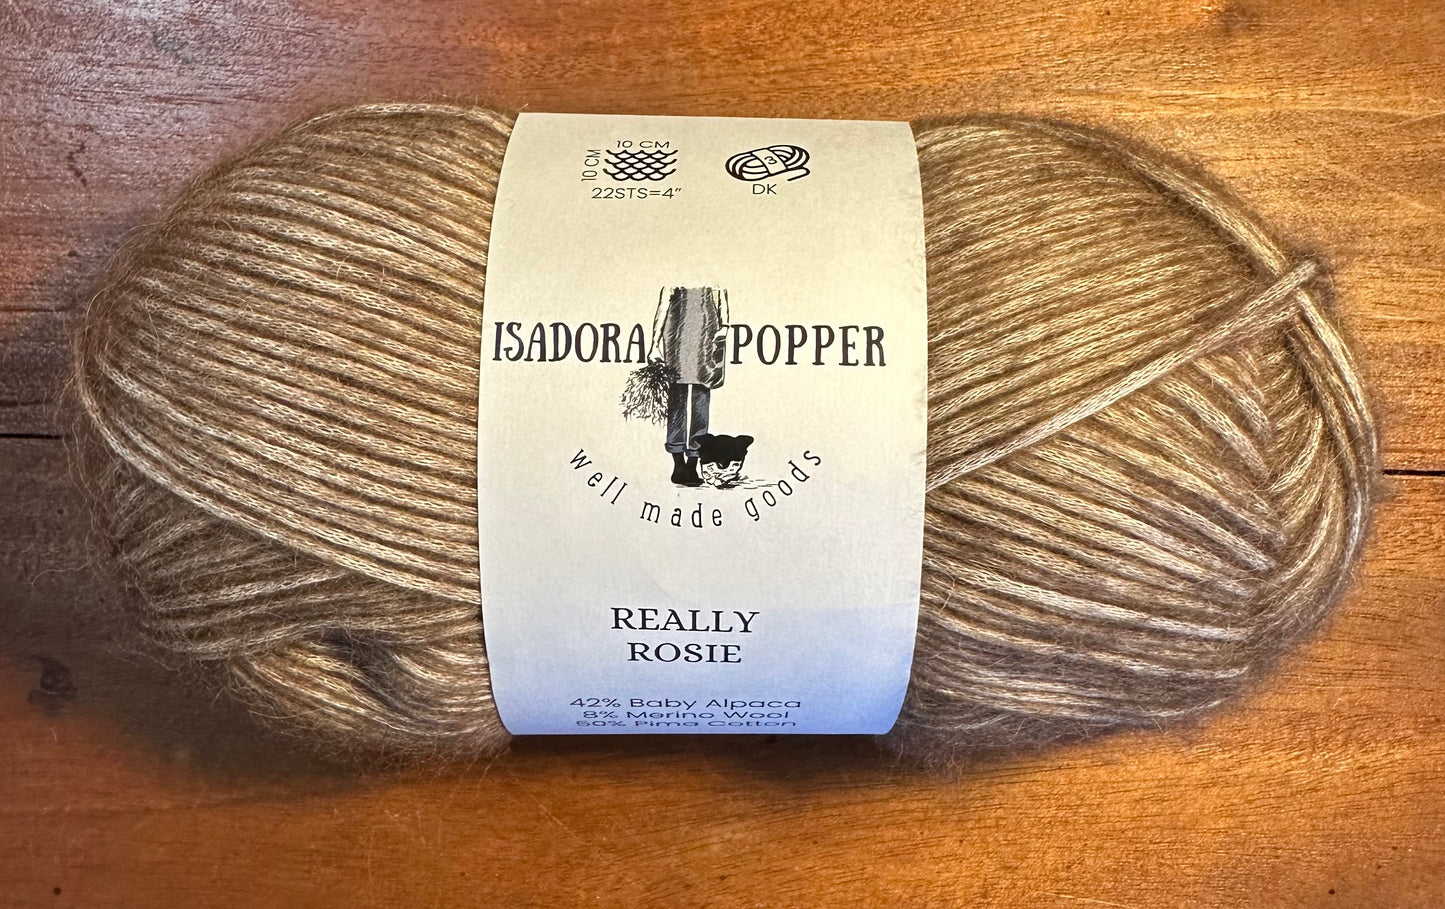 10 CM
10 CM
22STS=4"
3
DK
ISADORA POPPER
well made goods
REALLY
ROSIE
42% Baby Alpaca
8% Merino Wool
50% Pima Cotton